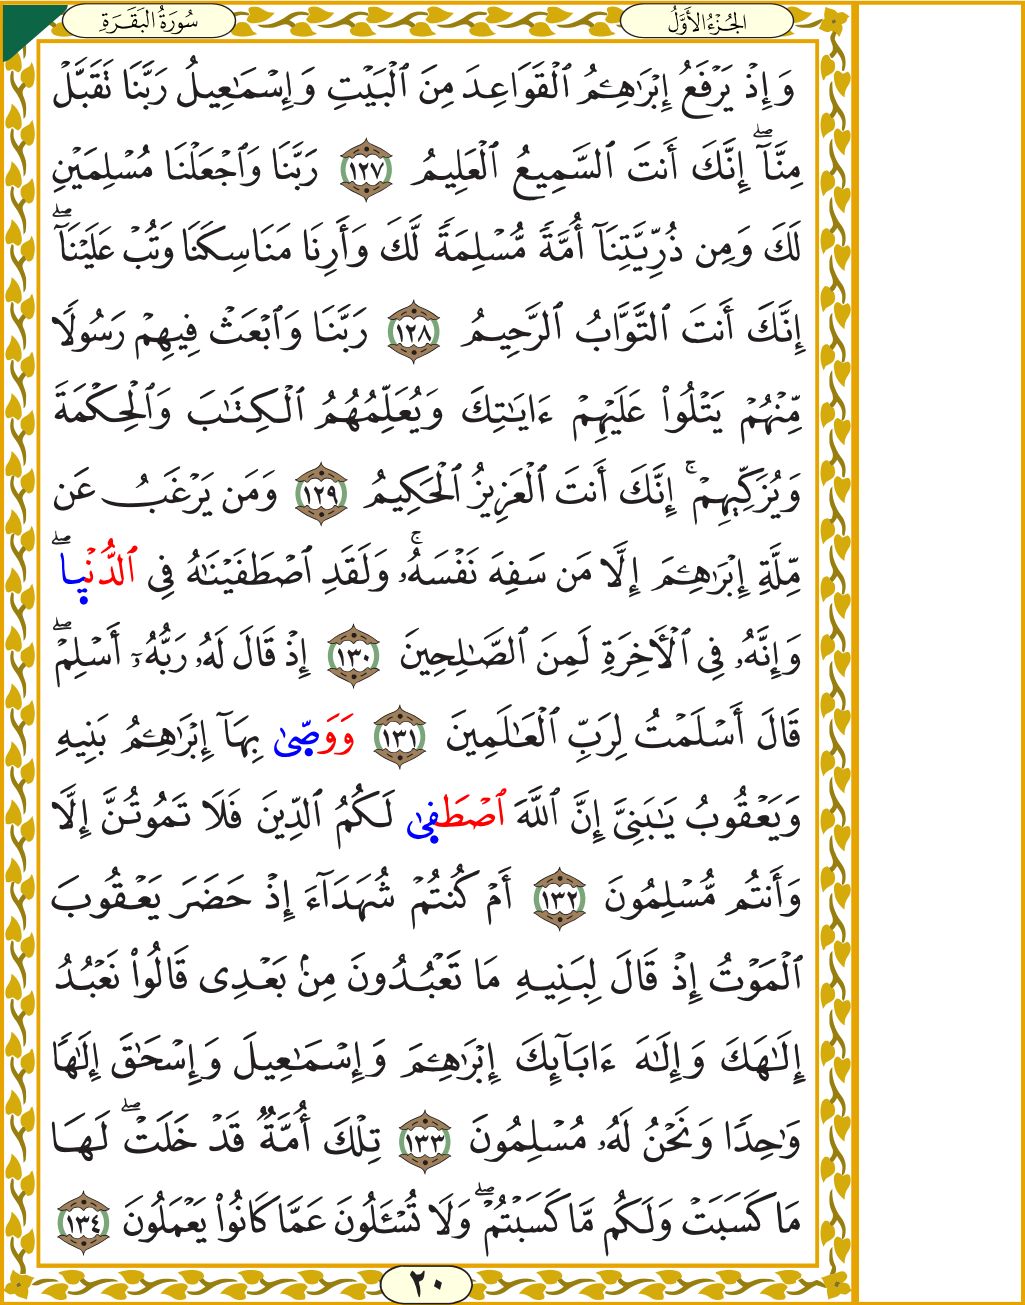 الجُزْءُ الأَوَّلُ
سُورَةُ البَقَرَةِ
وَإِذْ يَرْفَعُ إِبْرَٰهِـۧمُ ٱلْقَوَاعِدَ مِنَ ٱلْبَيْتِ وَإِسْمَٰعِيلُ رَبَّنَا تَقَبَّلْ
مِنَّآ ۖ إِنَّكَ أَنتَ ٱلسَّمِيعُ ٱلْعَلِيمُ ١٢٧ رَبَّنَا وَٱجْعَلْنَا مُسْلِمَيْنِ
لَكَ وَمِن ذُرِّيَّتِنَآ أُمَّةً مُّسْلِمَةً لَّكَ وَأَرِنَا مَنَاسِكَنَا وَتُبْ عَلَيْنَآ ۖ
إِنَّكَ أَنتَ ٱلتَّوَّابُ ٱلرَّحِيمُ ١٢٨ رَبَّنَا وَٱبْعَثْ فِيهِمْ رَسُولًا
مِّنْهُمْ يَتْلُوا۟ عَلَيْهِمْ ءَايَٰتِكَ وَيُعَلِّمُهُمُ ٱلْكِتَٰبَ وَٱلْحِكْمَةَ
وَيُزَكِّيهِمْ ۚ إِنَّكَ أَنتَ ٱلْعَزِيزُ ٱلْحَكِيمُ ١٢٩ وَمَن يَرْغَبُ عَن
مِّلَّةِ إِبْرَٰهِـۧمَ إِلَّا مَن سَفِهَ نَفْسَهُۥ ۚ وَلَقَدِ ٱصْطَفَيْنَٰهُ فِى ٱلدُّنْيَا ۖ
وَإِنَّهُۥ فِى ٱلْـَٔاخِرَةِ لَمِنَ ٱلصَّٰلِحِينَ ١٣٠ إِذْ قَالَ لَهُۥ رَبُّهُۥٓ أَسْلِمْ ۖ
قَالَ أَسْلَمْتُ لِرَبِّ ٱلْعَٰلَمِينَ ١٣١ وَوَصَّىٰ بِهَآ إِبْرَٰهِـۧمُ بَنِيهِ
وَيَعْقُوبُ يَٰبَنِىَّ إِنَّ ٱللَّهَ ٱصْطَفَىٰ لَكُمُ ٱلدِّينَ فَلَا تَمُوتُنَّ إِلَّا
وَأَنتُم مُّسْلِمُونَ ١٣٢ أَمْ كُنتُمْ شُهَدَآءَ إِذْ حَضَرَ يَعْقُوبَ
ٱلْمَوْتُ إِذْ قَالَ لِبَنِيهِ مَا تَعْبُدُونَ مِنۢ بَعْدِى قَالُوا۟ نَعْبُدُ
إِلَٰهَكَ وَإِلَٰهَ ءَابَآئِكَ إِبْرَٰهِـۧمَ وَإِسْمَٰعِيلَ وَإِسْحَٰقَ إِلَٰهًا
وَٰحِدًا وَنَحْنُ لَهُۥ مُسْلِمُونَ ١٣٣ تِلْكَ أُمَّةٌ قَدْ خَلَتْ ۖ لَهَا
مَا كَسَبَتْ وَلَكُم مَّا كَسَبْتُمْ ۖ وَلَا تُسْـَٔلُونَ عَمَّا كَانُوا۟ يَعْمَلُونَ ١٣٤
٢٠